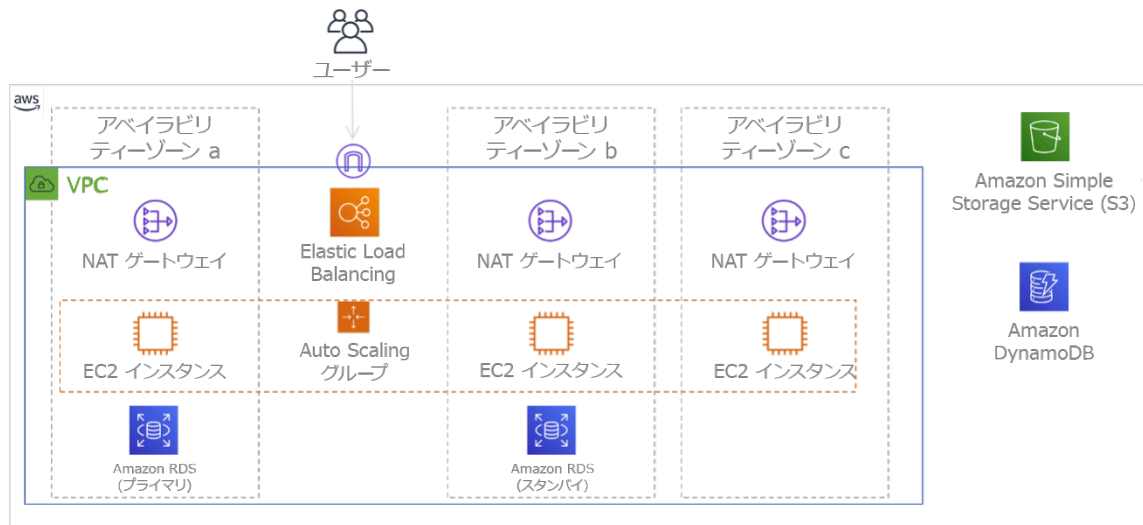 ユーザー
aws
アベイラビリ
ティーゾーン a
アベイラビリ
ティーゾーン b
アベイラビリ
ティーゾーン c
VPC
NAT ゲートウェイ
Elastic Load
Balancing
NAT ゲートウェイ
NAT ゲートウェイ
Amazon Simple
Storage Service (S3)
EC2 インスタンス
Auto Scaling
グループ
EC2 インスタンス
EC2 インスタンス
Amazon
DynamoDB
Amazon RDS
(プライマリ)
Amazon RDS
(スタンバイ)